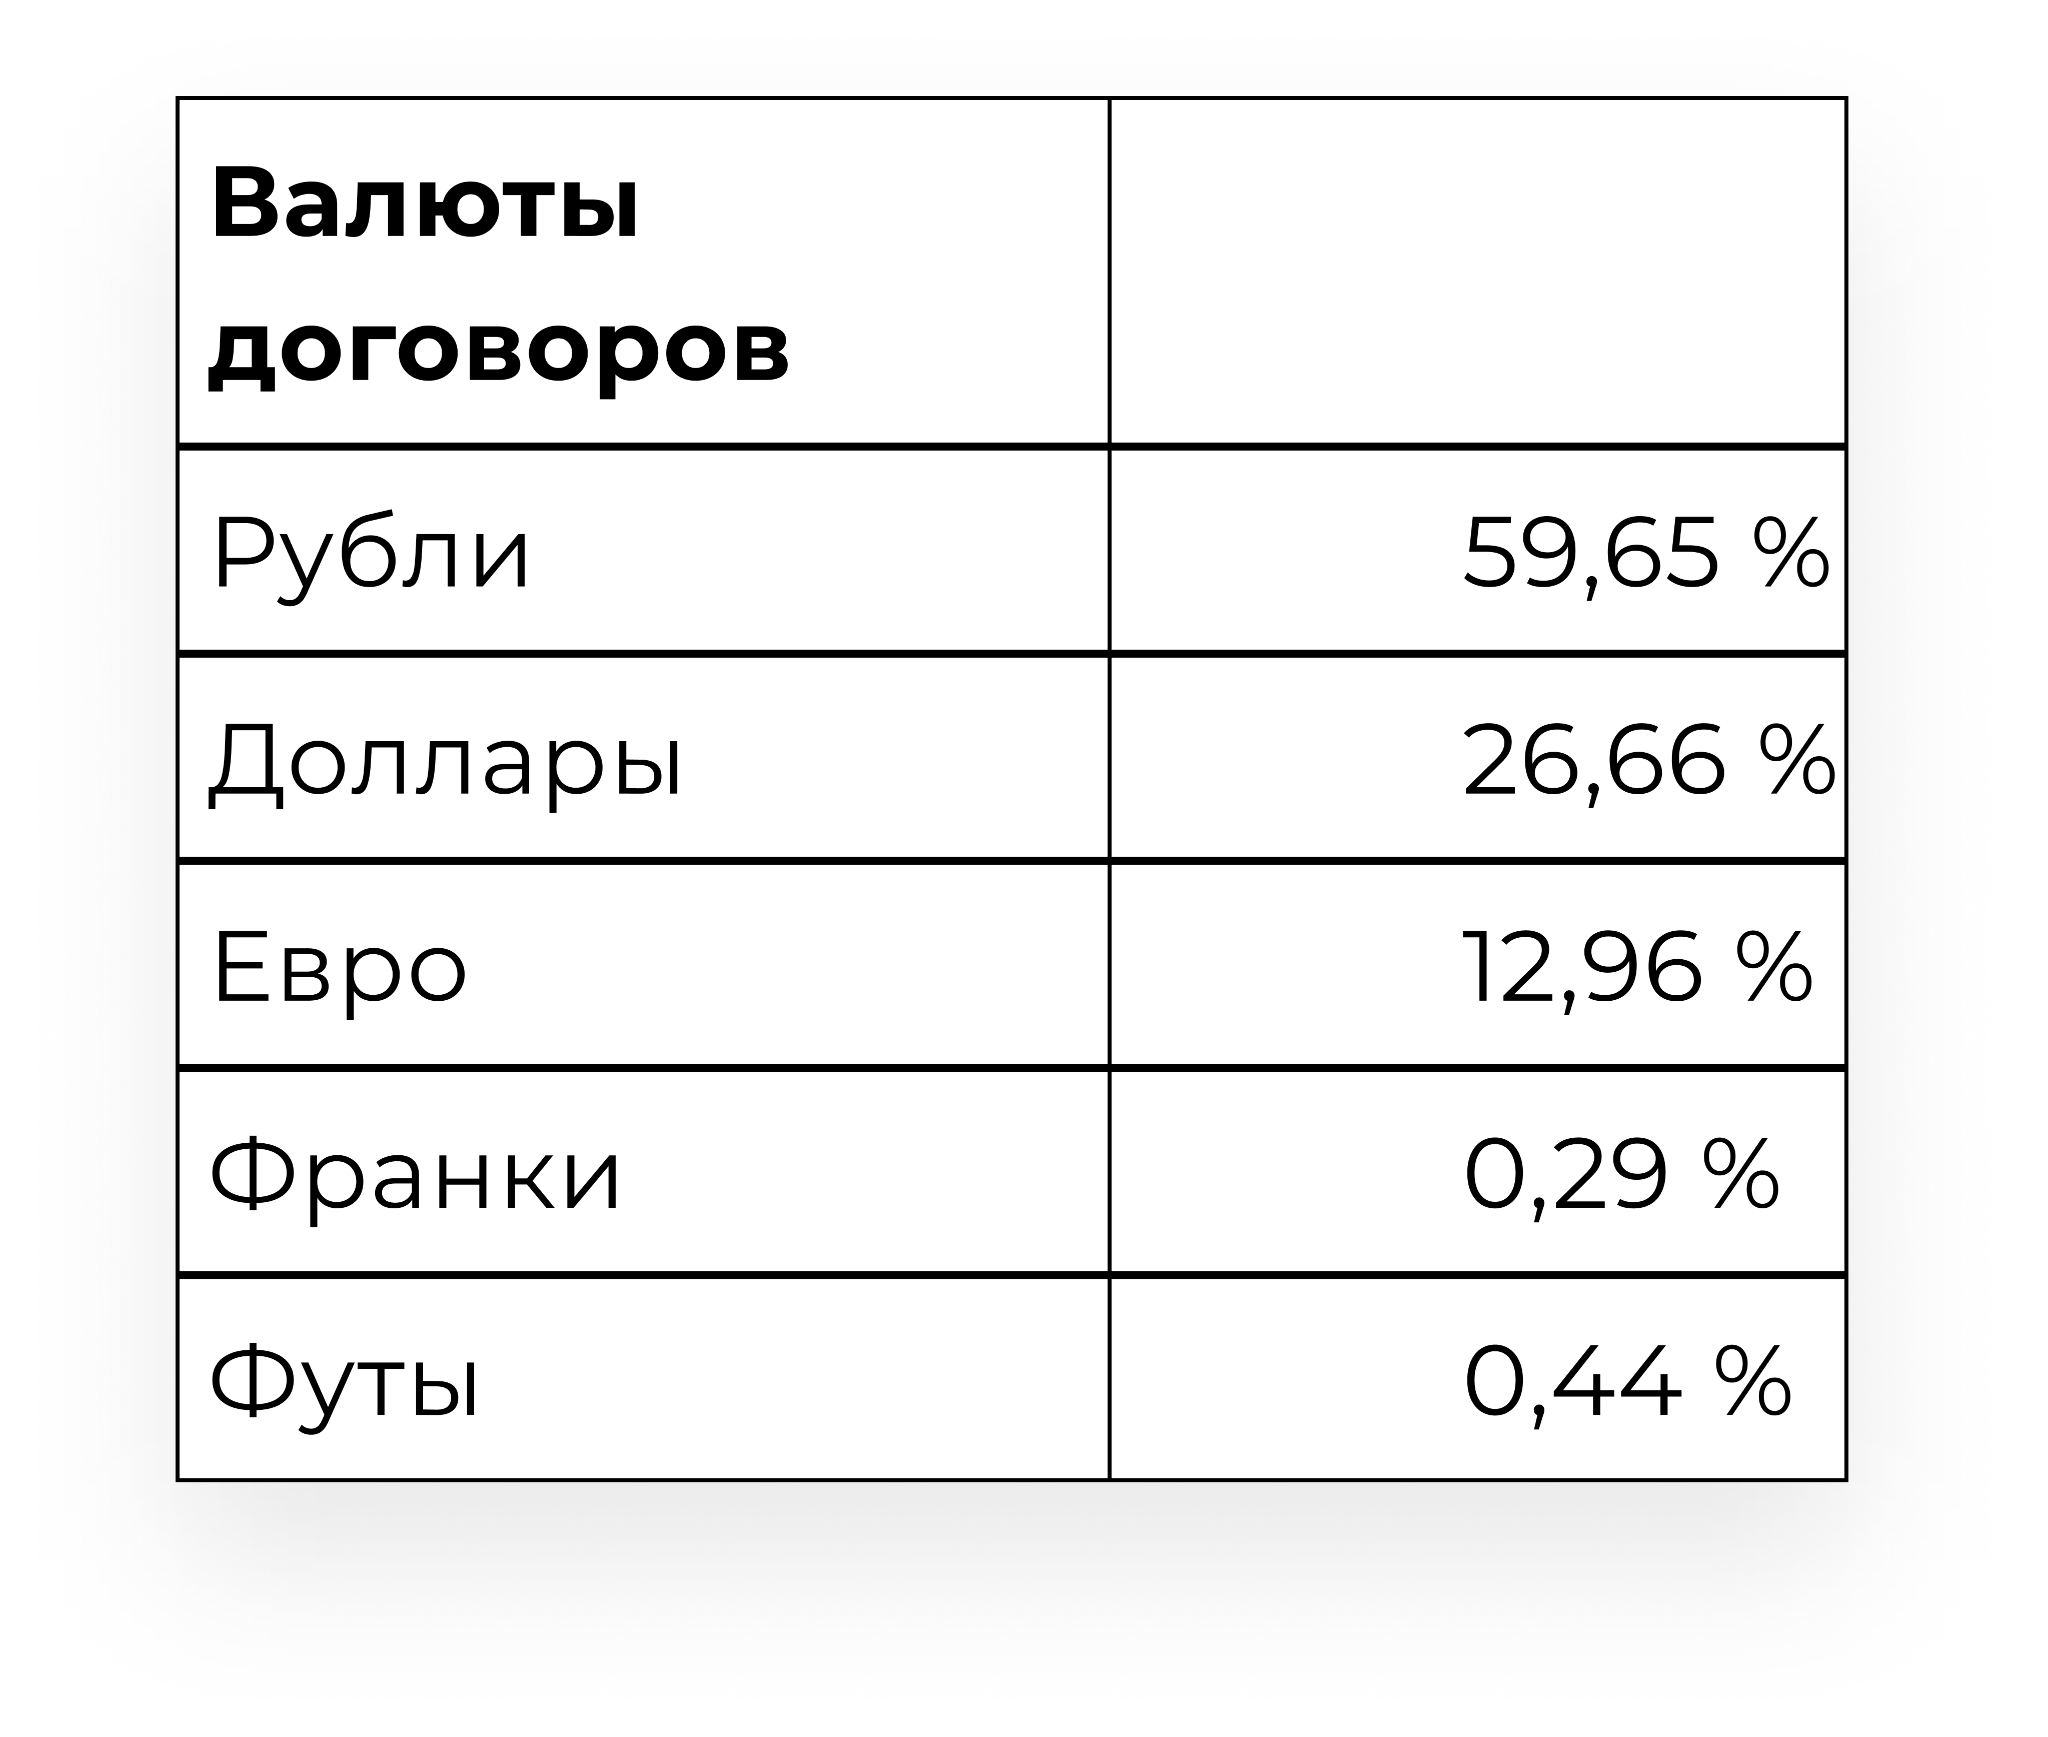 Валюты
договоров
Рубли 59,65 %
Доллары 26,66 %
Евро 12,96 %
Франки 0,29 %
Футы 0,44 %